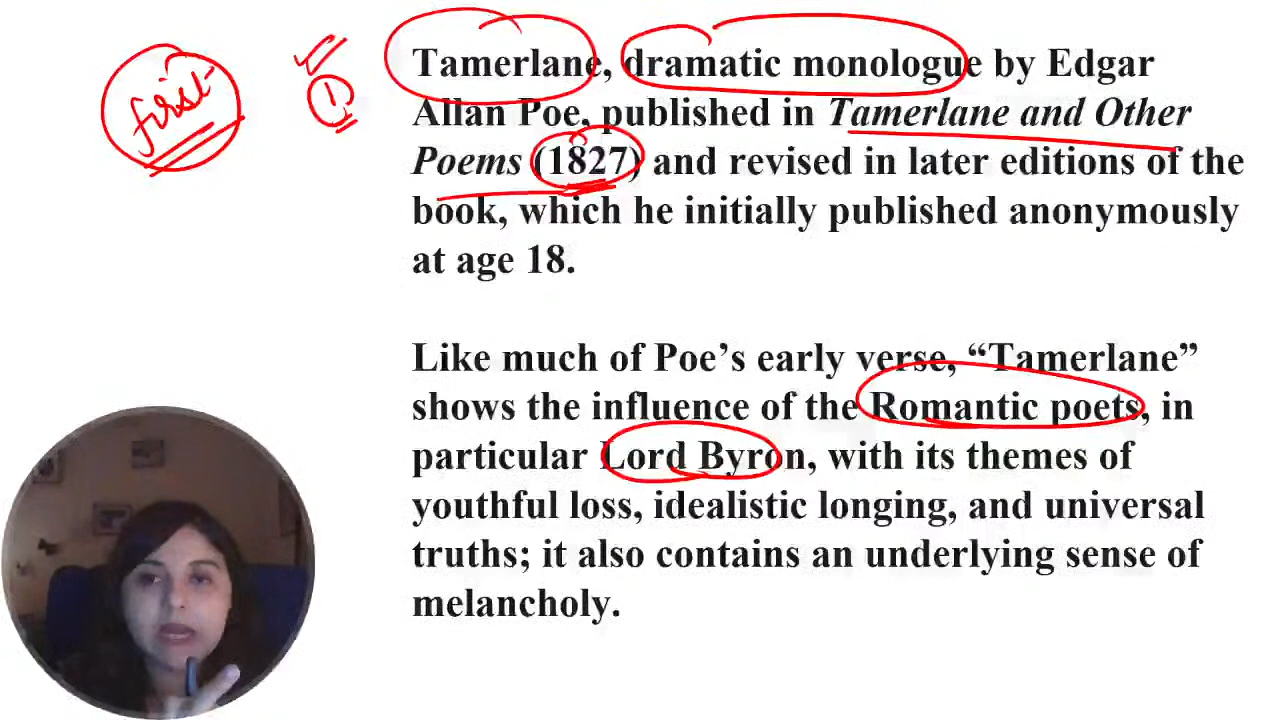 first
①
Tamerlane, dramatic monologue by Edgar
Allan Poe, published in Tamerlane and Other
Poems (1827) and revised in later editions of the
book, which he initially published anonymously
at age 18.
Like much of Poe’s early verse, “Tamerlane”
shows the influence of the Romantic poets, in
particular Lord Byron, with its themes of
youthful loss, idealistic longing, and universal
truths; it also contains an underlying sense of
melancholy.